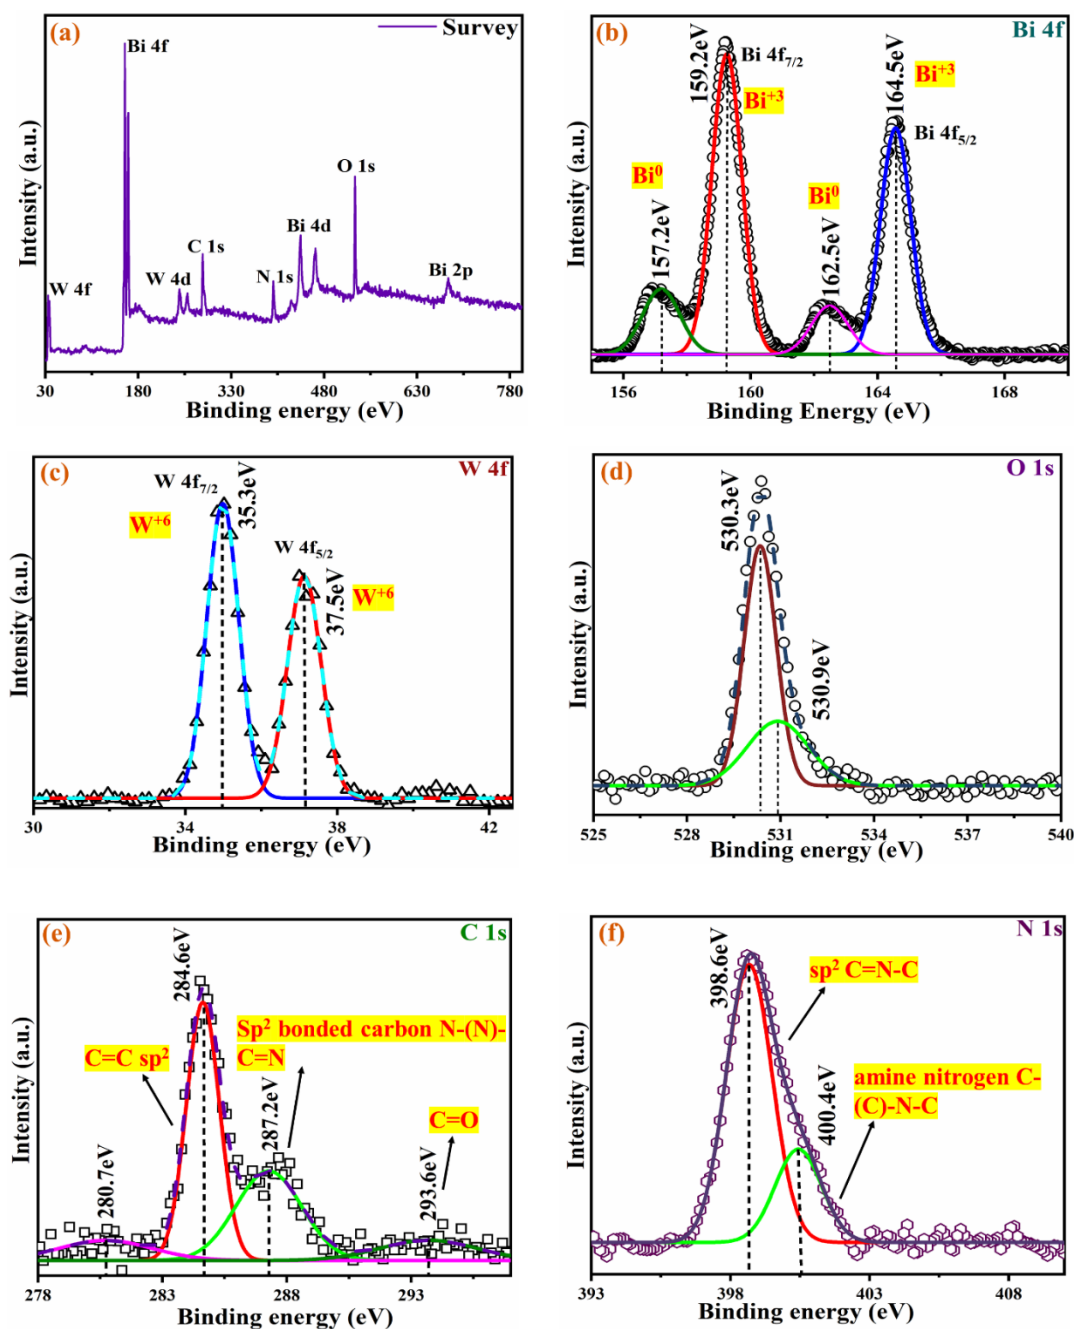 (a)
Survey
Bi 4f
O 1s
Bi 4d
C 1s
W 4d
N 1s
Bi 2p
W 4f
Intensity (a.u.)
30 180 330 480 630 780
Binding energy (eV)
(b)
Bi 4f
159.2eV
Bi 4f7/2
Bi+3
164.5eV
Bi+3
Bi 4f5/2
Bi0
157.2eV
Bi0
162.5eV
Intensity (a.u.)
156 160 164 168
Binding Energy (eV)
(c)
W 4f
W 4f7/2
35.3eV
W+6
W 4f5/2
37.5eV
W+6
Intensity (a.u.)
30 34 38 42
Binding energy (eV)
(d)
O 1s
530.3eV
530.9eV
Intensity (a.u.)
525 528 531 534 537 540
Binding energy (eV)
(e)
C 1s
284.6eV
C=C sp2
Sp2 bonded carbon N-(N)-
C=N
287.2eV
C=O
280.7eV
293.6eV
Intensity (a.u.)
278 283 288 293
Binding energy (eV)
(f)
N 1s
398.6eV
sp2 C=N-C
amine nitrogen C-
(C)-N-C
400.4eV
Intensity (a.u.)
393 398 403 408
Binding energy (eV)